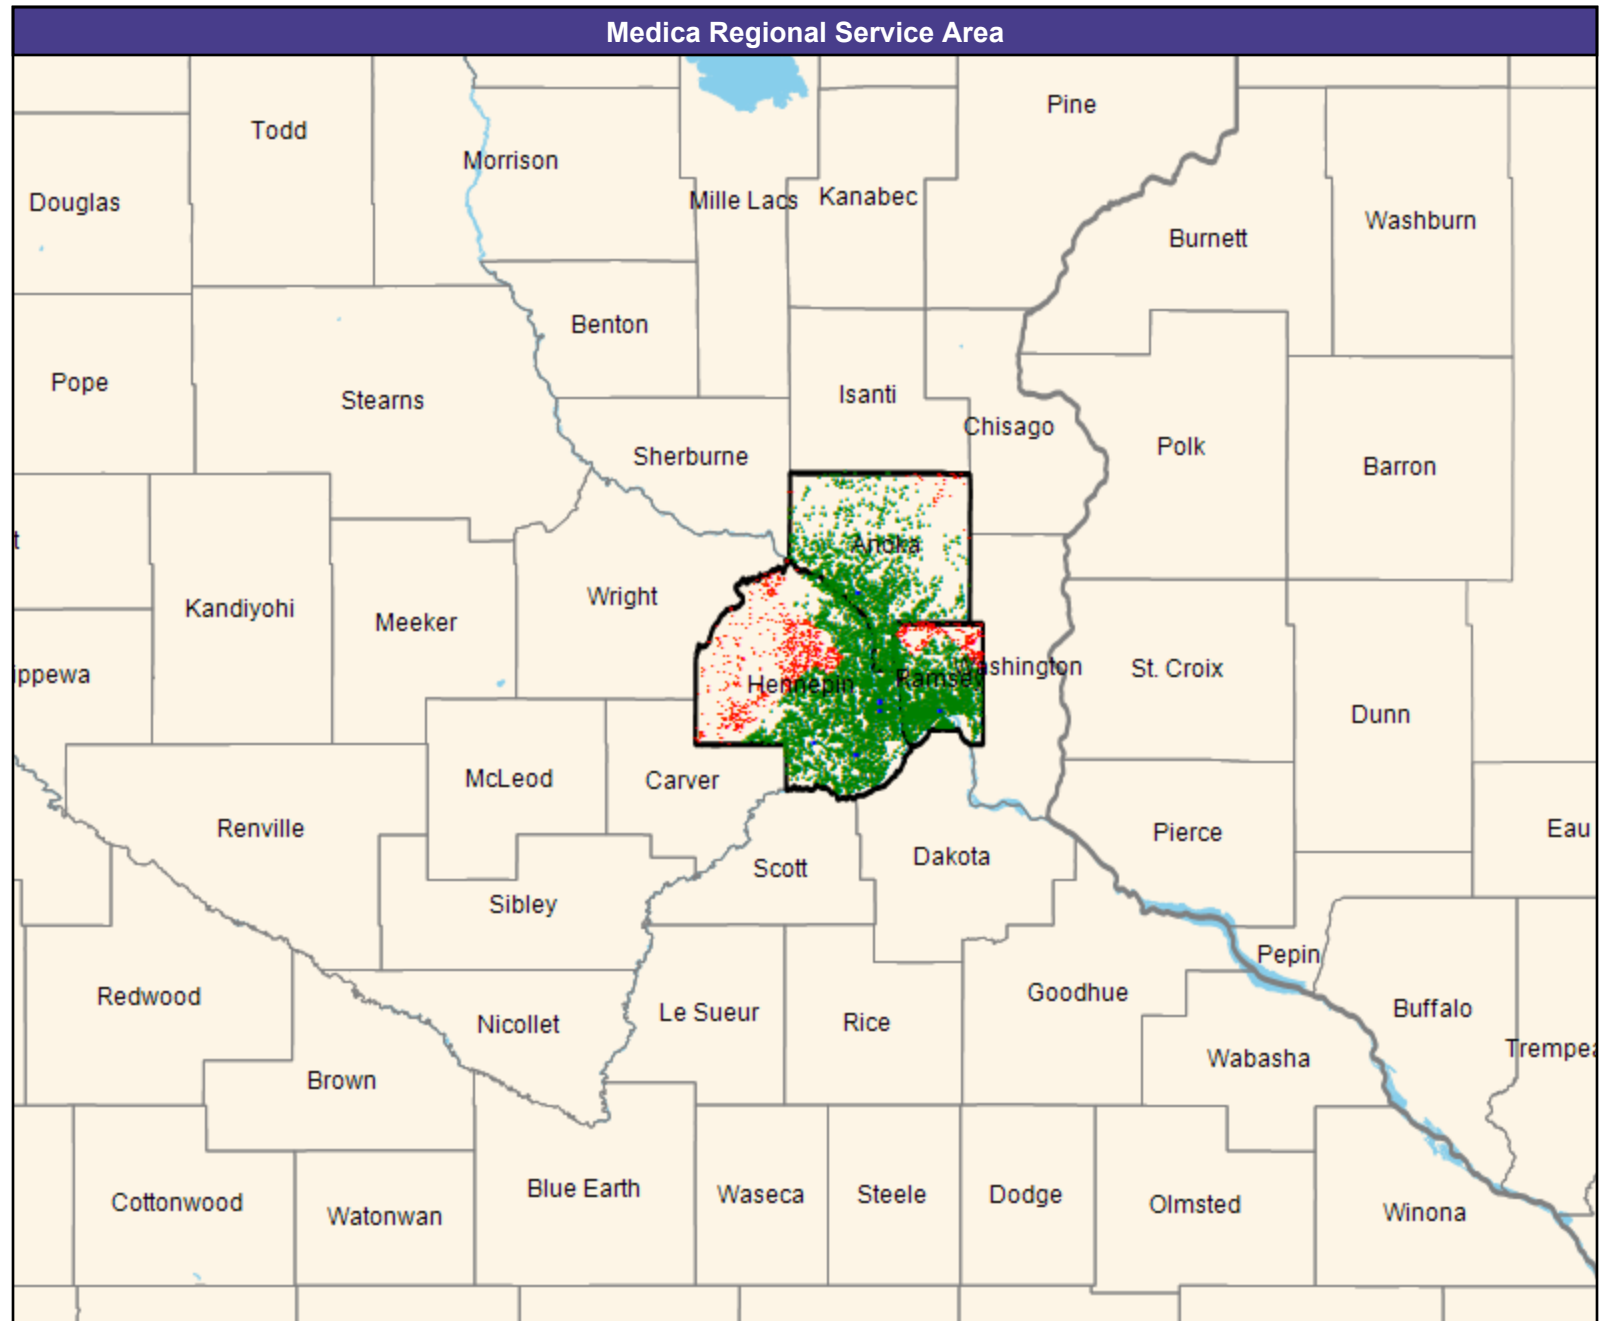 Medica Regional Service Area
Pine
Todd
Morrison
Mille Lacs
Kanabec
Douglas
Washburn
Burnett
Benton
Pope
Stearns
Isanti
Chisago
Sherburne
Polk
Barron
t
Anoka
Wright
Kandiyohi
Meeker
ippewa
Hennepin
Ramsey
Washington
St. Croix
Dunn
McLeod
Carver
Renville
Pierce
Eau
Scott
Dakota
Sibley
Pepin
Redwood
Nicollet
Le Sueur
Rice
Goodhue
Buffalo
Trempea
Wabasha
Brown
Cottonwood
Watonwan
Blue Earth
Waseca
Steele
Dodge
Olmsted
Winona